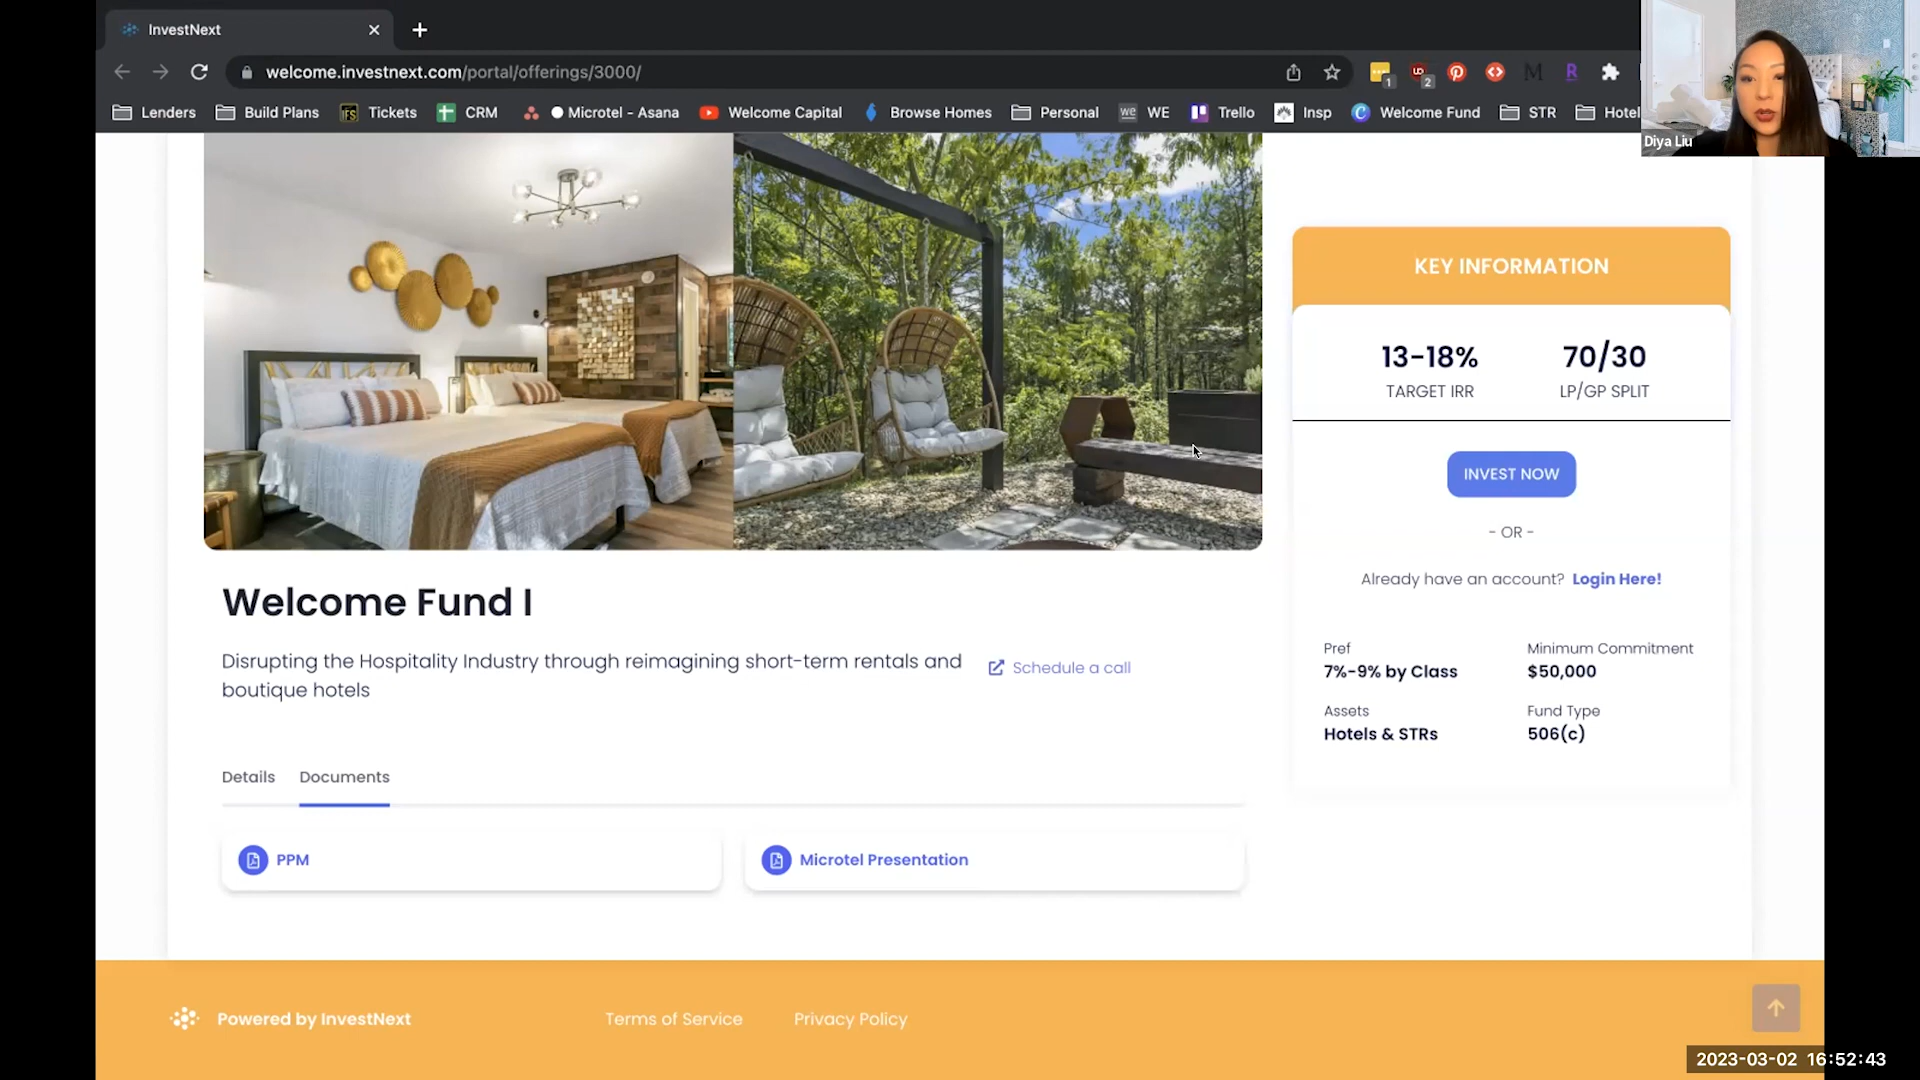 InvestNext
welcome.investnext.com/portal/offerings/3000/
1
UD
2
M
R
Lenders
Build Plans
IFS
Tickets
CRM
Microtel - Asana
Welcome Capital
Browse Homes
Personal
we
WE
Trello
Insp
Welcome Fund
STR
Hotel
Diya Liu
KEY INFORMATION
13-18%
70/30
TARGET IRR
LP/GP SPLIT
INVEST NOW
- OR -
Already have an account? Login Here!
Pref
Minimum Commitment
7%-9% by Class
$50,000
Assets
Fund Type
Hotels & STRs
506(c)
Welcome Fund I
Disrupting the Hospitality Industry through reimagining short-term rentals and
boutique hotels
Schedule a call
Details
Documents
PPM
Microtel Presentation
Powered by InvestNext
Terms of Service
Privacy Policy
2023-03-02 16:52:43